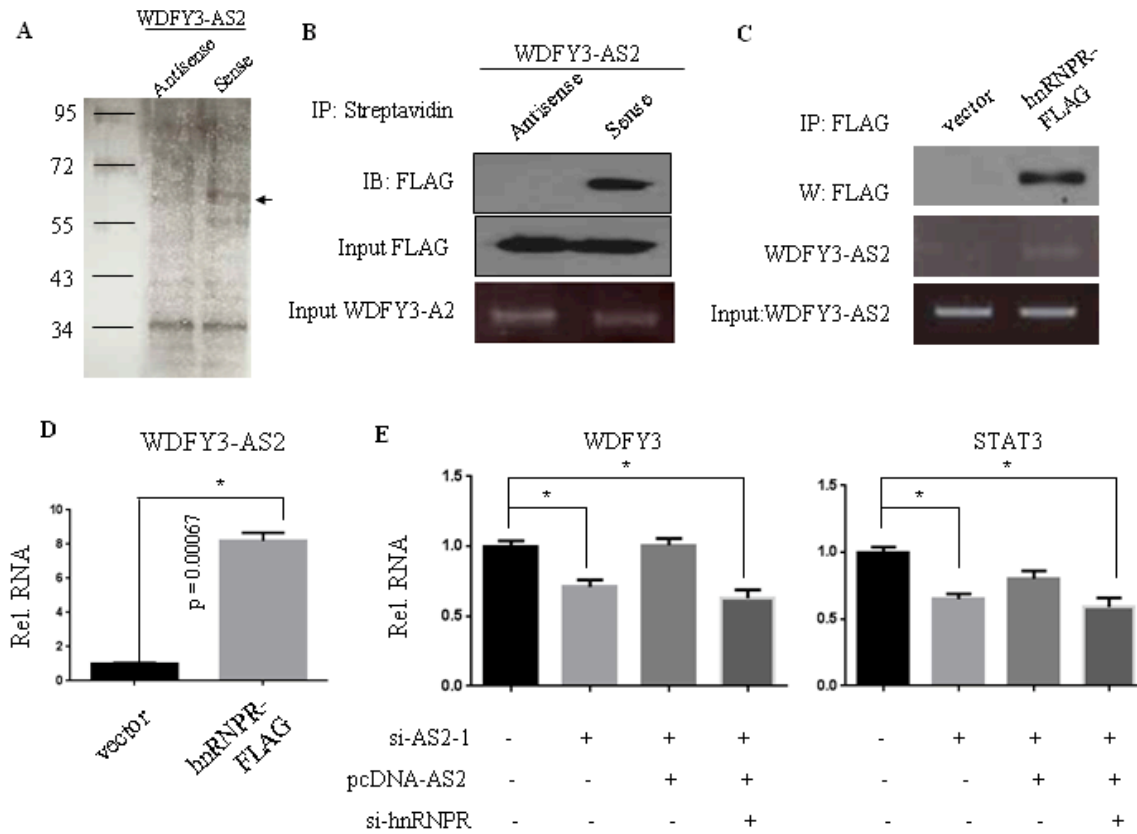 A
WDFY3-AS2
Antisense
Sense
95
72
55
43
34
B
WDFY3-AS2
IP: Streptavidin
Antisense
Sense
IB: FLAG
Input FLAG
Input WDFY3-A2
C
IP: FLAG
vector
hnRNPR-
FLAG
W: FLAG
WDFY3-AS2
Input:WDFY3-AS2
D
WDFY3-AS2
*
p = 0.00067
Rel. RNA
10
8
6
4
2
0
vector
hnRNPR-
FLAG
E
WDFY3
*
*
Rel. RNA
1.5
1.0
0.5
0.0
STAT3
*
*
1.5
1.0
0.5
0.0
si-AS2-1 - + + + - + + +
pcDNA-AS2 - - + + - - + +
si-hnRNPR - - - + - - - +